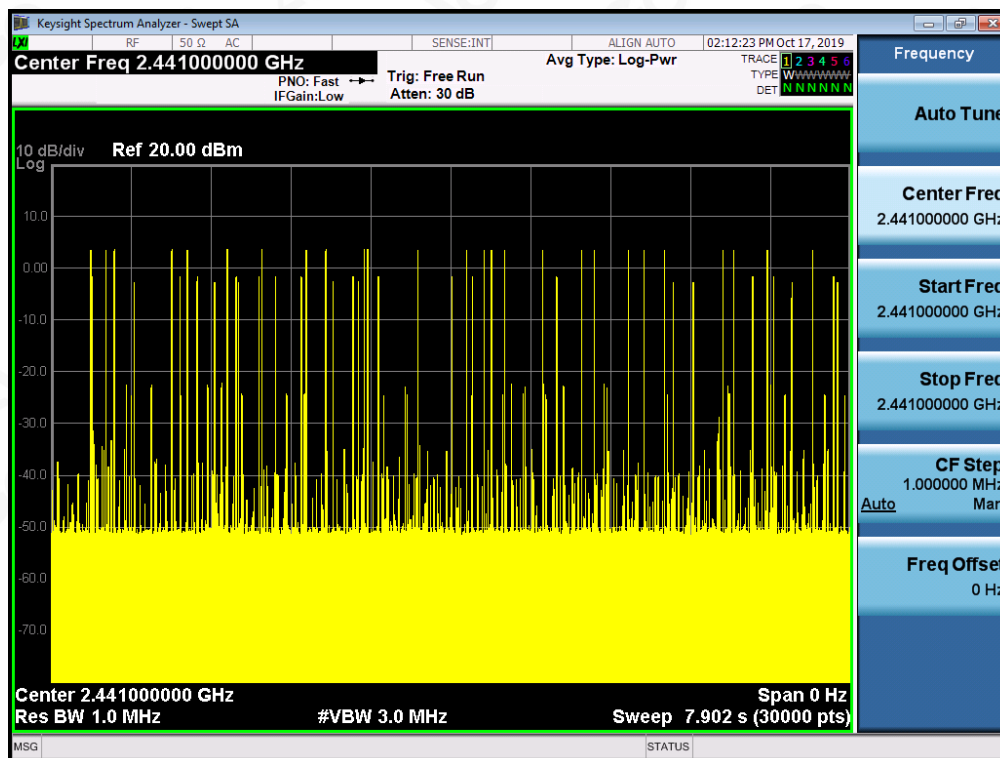 Keysight Spectrum Analyzer - Swept SA
LXI RF 50 Ω AC SENSE:INT ALIGN AUTO 02:12:23 PM Oct 17, 2019
Center Freq 2.441000000 GHz
PNO: Fast
IFGain:Low
Trig: Free Run
Atten: 30 dB
Avg Type: Log-Pwr
TRACE 1 2 3 4 5 6
TYPE WWWWWW
DET N N N N N N
10 dB/div Ref 20.00 dBm
Log
10.0
0.00
-10.0
-20.0
-30.0
-40.0
-50.0
-60.0
-70.0
Center 2.441000000 GHz Span 0 Hz
Res BW 1.0 MHz #VBW 3.0 MHz Sweep 7.902 s (30000 pts)
MSG STATUS
Frequency
Auto Tune
Center Freq
2.441000000 GHz
Start Freq
2.441000000 GHz
Stop Freq
2.441000000 GHz
CF Step
1.000000 MHz
Auto Man
Freq Offset
0 Hz